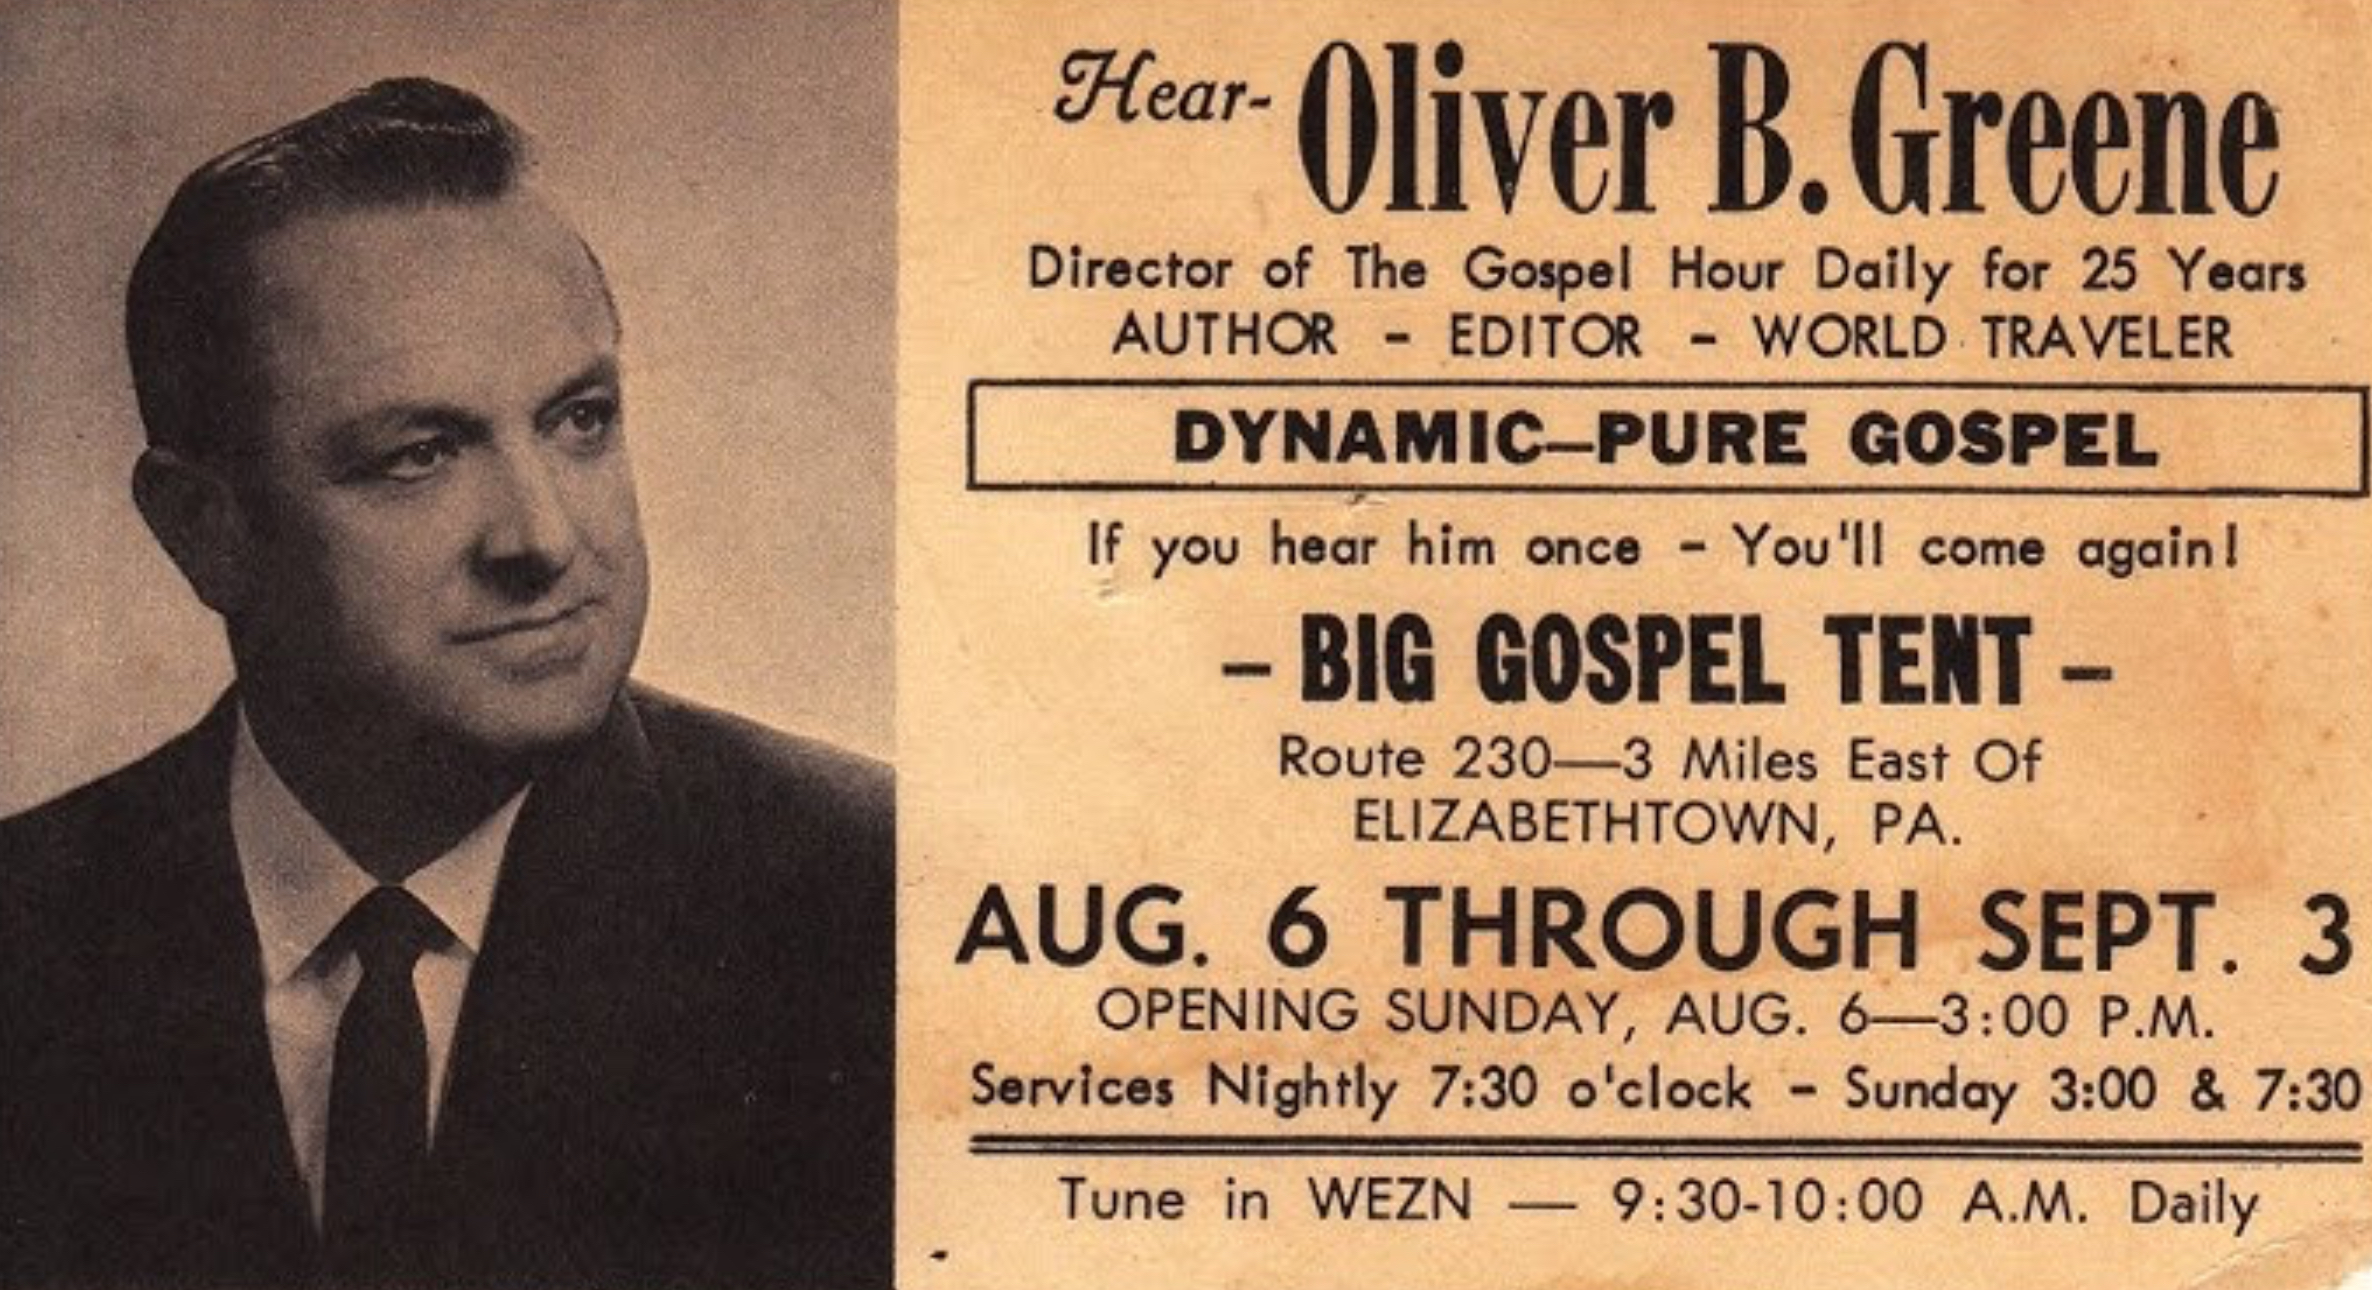 Hear- Oliver B. Greene
Director of The Gospel Hour Daily for 25 Years
AUTHOR - EDITOR - WORLD TRAVELER
DYNAMIC—PURE GOSPEL
If you hear him once - You'll come again!
- BIG GOSPEL TENT -
Route 230—3 Miles East Of
ELIZABETHTOWN, PA.
AUG. 6 THROUGH SEPT. 3
OPENING SUNDAY, AUG. 6—3:00 P.M.
Services Nightly 7:30 o'clock - Sunday 3:00 & 7:30
Tune in WEZN — 9:30-10:00 A.M. Daily